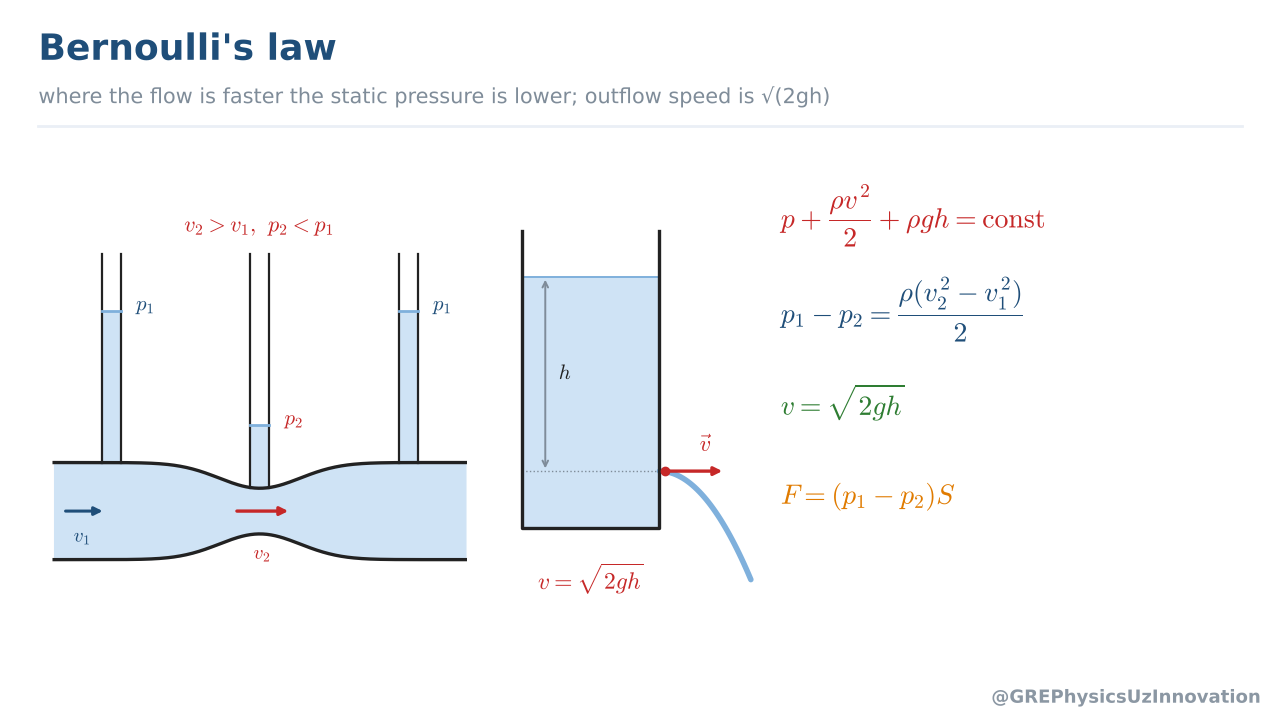 Bernoulli's law
where the flow is faster the static pressure is lower; outflow speed is √(2gh)
v₂ > v₁, p₂ < p₁
p₁
p₁
p₂
v₁
v₂
h
v⃗
v = √2gh
p + ρv²/2 + ρgh = const
p₁ − p₂ = ρ(v₂² − v₁²)/2
v = √2gh
F = (p₁ − p₂)S
@GREPhysicsUzInnovation